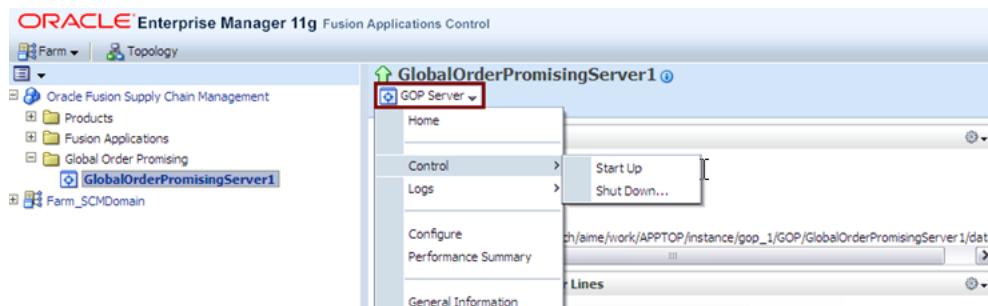 ORACLE Enterprise Manager 11g Fusion Applications Control
Farm Topology
GlobalOrderPromisingServer1
GOP Server
Oracle Fusion Supply Chain Management
Products
Fusion Applications
Global Order Promising
GlobalOrderPromisingServer1
Farm_SCMDomain
Home
Control
Start Up
Shut Down...
Logs
Configure
ch/aime/work/APPTOP/instance/gop_1/GOP/GlobalOrderPromisingServer1/dat
Performance Summary
Lines
General Information